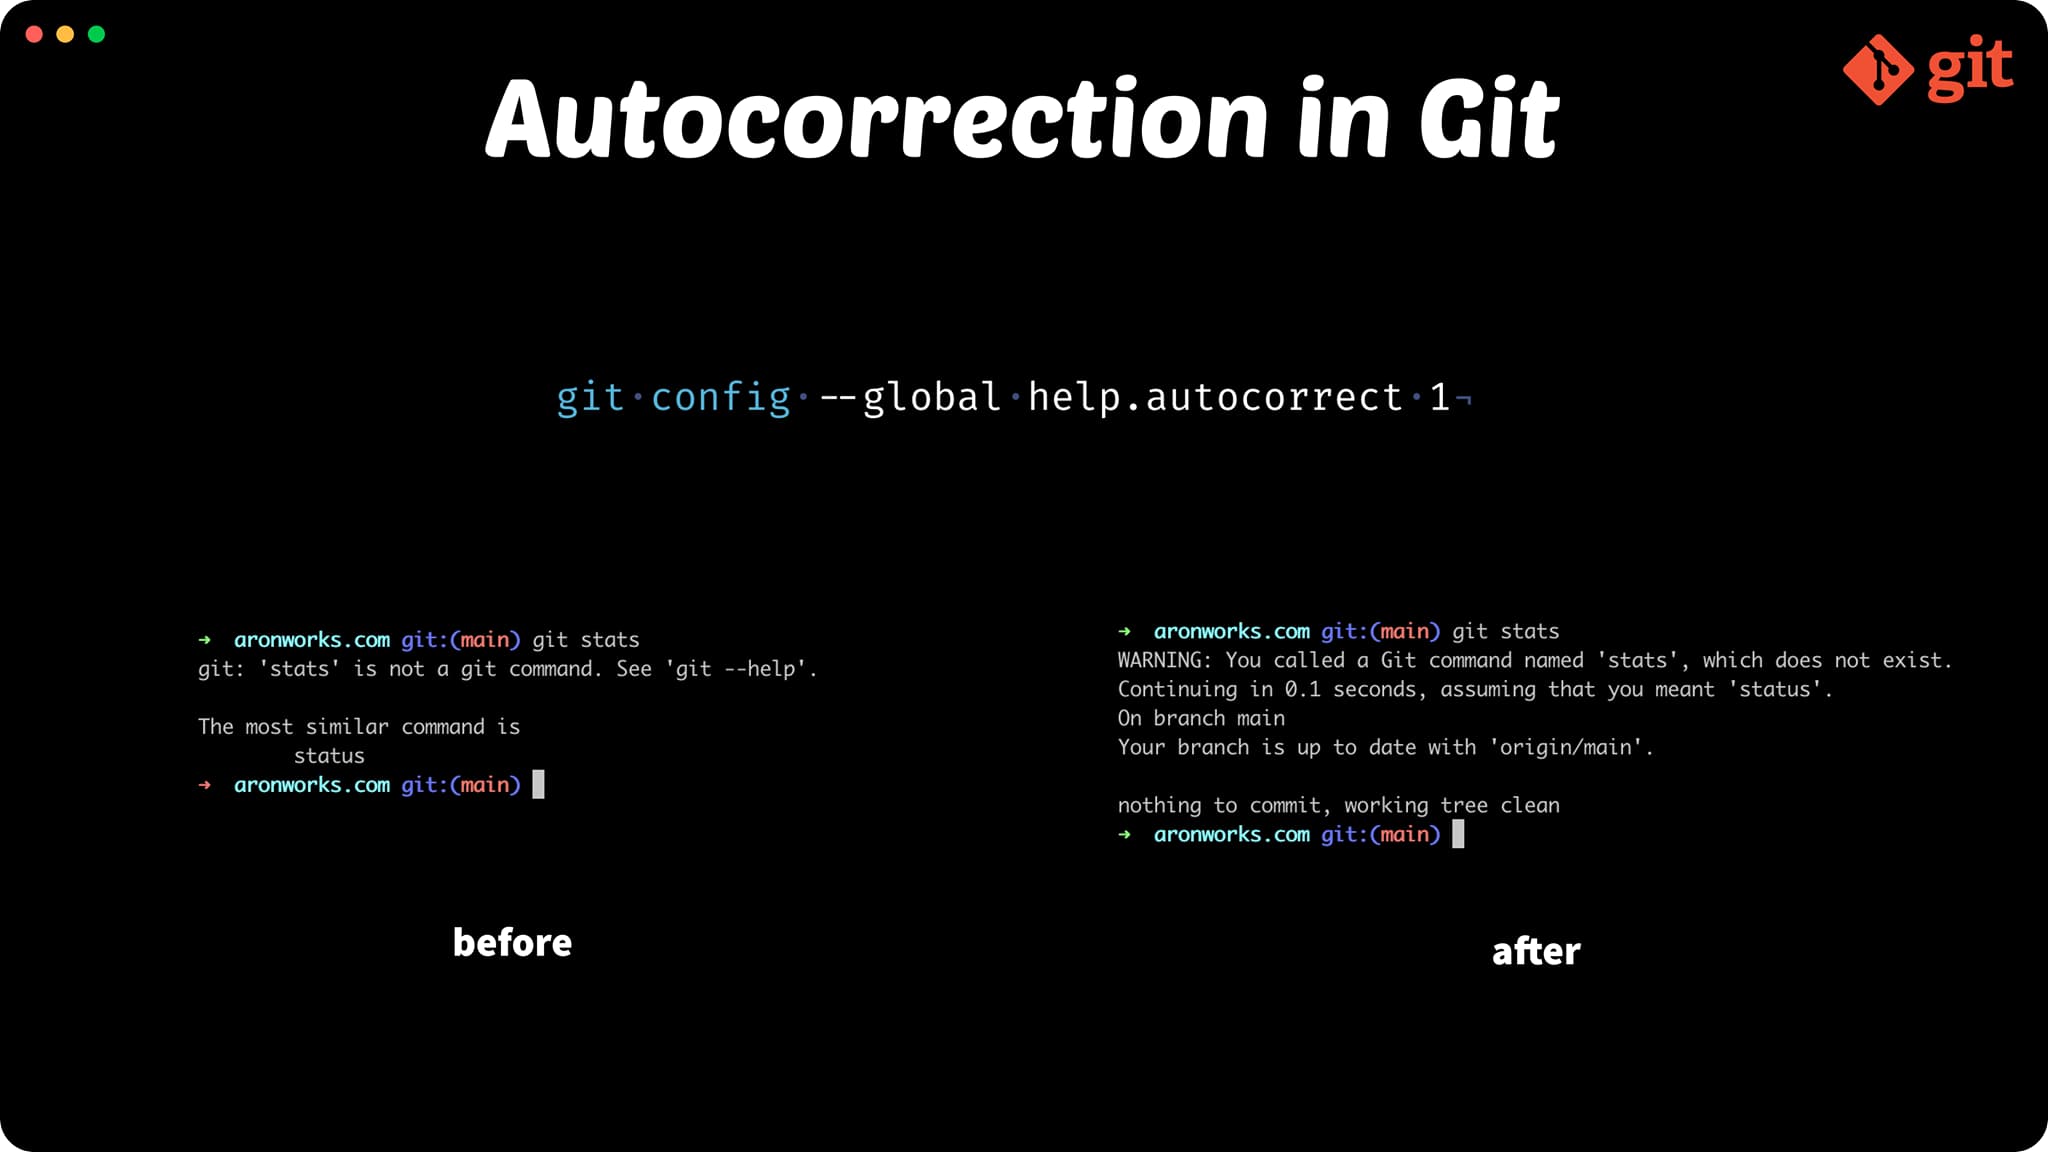 git
Autocorrection in Git
git·config·--global·help.autocorrect·1¬
➜ aronworks.com git:(main) git stats
git: 'stats' is not a git command. See 'git --help'.
The most similar command is
status
➜ aronworks.com git:(main)
before
➜ aronworks.com git:(main) git stats
WARNING: You called a Git command named 'stats', which does not exist.
Continuing in 0.1 seconds, assuming that you meant 'status'.
On branch main
Your branch is up to date with 'origin/main'.
nothing to commit, working tree clean
➜ aronworks.com git:(main)
after